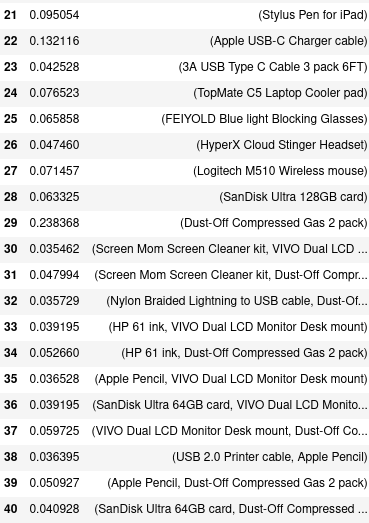 21 0.095054 (Stylus Pen for iPad)
22 0.132116 (Apple USB-C Charger cable)
23 0.042528 (3A USB Type C Cable 3 pack 6FT)
24 0.076523 (TopMate C5 Laptop Cooler pad)
25 0.065858 (FEIYOLD Blue light Blocking Glasses)
26 0.047460 (HyperX Cloud Stinger Headset)
27 0.071457 (Logitech M510 Wireless mouse)
28 0.063325 (SanDisk Ultra 128GB card)
29 0.238368 (Dust-Off Compressed Gas 2 pack)
30 0.035462 (Screen Mom Screen Cleaner kit, VIVO Dual LCD ...
31 0.047994 (Screen Mom Screen Cleaner kit, Dust-Off Compr...
32 0.035729 (Nylon Braided Lightning to USB cable, Dust-Of...
33 0.039195 (HP 61 ink, VIVO Dual LCD Monitor Desk mount)
34 0.052660 (HP 61 ink, Dust-Off Compressed Gas 2 pack)
35 0.036528 (Apple Pencil, VIVO Dual LCD Monitor Desk mount)
36 0.039195 (SanDisk Ultra 64GB card, VIVO Dual LCD Monito...
37 0.059725 (VIVO Dual LCD Monitor Desk mount, Dust-Off Co...
38 0.036395 (USB 2.0 Printer cable, Apple Pencil)
39 0.050927 (Apple Pencil, Dust-Off Compressed Gas 2 pack)
40 0.040928 (SanDisk Ultra 64GB card, Dust-Off Compressed ...